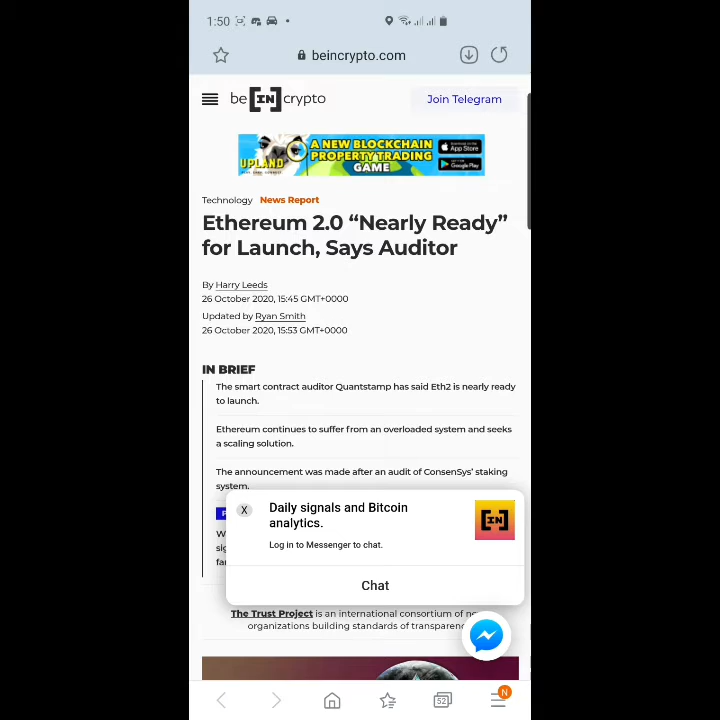 1:50
beincrypto.com
be [IN] crypto
Join Telegram
UPLAND
A NEW BLOCKCHAIN
PROPERTY TRADING
GAME
App Store
Google Play
Technology News Report
Ethereum 2.0 “Nearly Ready”
for Launch, Says Auditor
By Harry Leeds
26 October 2020, 15:45 GMT+0000
Updated by Ryan Smith
26 October 2020, 15:53 GMT+0000
IN BRIEF
The smart contract auditor Quantstamp has said Eth2 is nearly ready
to launch.
Ethereum continues to suffer from an overloaded system and seeks
a scaling solution.
The announcement was made after an audit of ConsenSys’ staking
system.
X
Daily signals and Bitcoin
analytics.
[IN]
Log in to Messenger to chat.
Chat
The Trust Project is an international consortium of
organizations building standards of
52
N